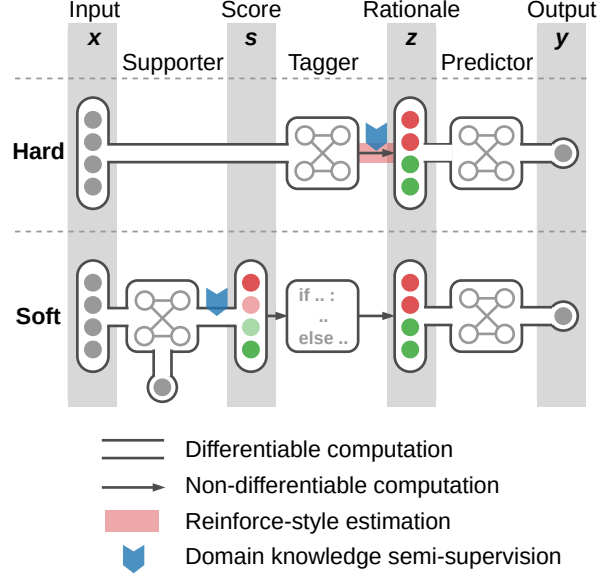 Input Score Rationale Output
x s z y
Supporter Tagger Predictor
Hard
Soft
if .. :
..
else ..
Differentiable computation
Non-differentiable computation
Reinforce-style estimation
Domain knowledge semi-supervision